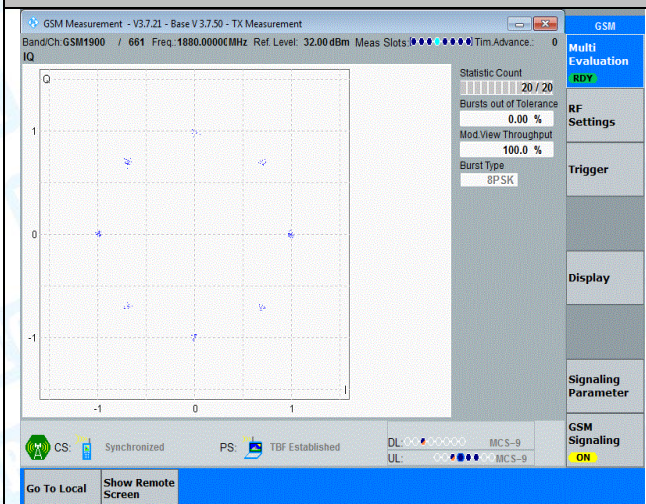 GSM Measurement - V3.7.21 - Base V 3.7.50 - TX Measurement
GSM
Band/Ch:GSM1900 / 661 Freq.:1880.00000MHz Ref. Level: 32.00 dBm Meas Slots: Tim.Advance.: 0
IQ
Multi
Evaluation
RDY
Q
Statistic Count
20 / 20
Bursts out of Tolerance
0.00 %
RF
Settings
Mod.View Throughput
100.0 %
Burst Type
8PSK
Trigger
1
0
-1
I
-1 0 1
Display
Signaling
Parameter
CS: Synchronized PS: TBF Established
DL: MCS-9
UL: MCS-9
GSM
Signaling
ON
Go To Local
Show Remote
Screen